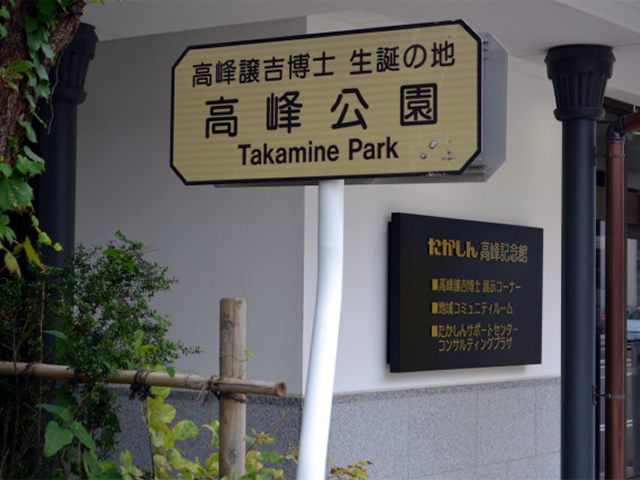 高峰譲吉博士 生誕の地
高峰公園
Takamine Park
たかしん 高峰記念館
■高峰譲吉博士 展示コーナー
■地域コミュニティルーム
■たかしんサポートセンター
コンサルティングプラザ